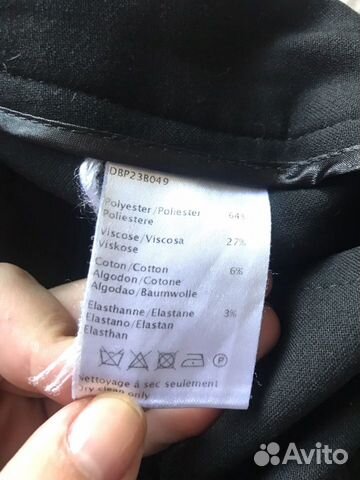 DBP23B049
Polyester/Poliester 64%
Poliestere
Viscose/Viscosa 27%
Viskose
Coton/Cotton 6%
Algodon/Cotone
Algodao/Baumwolle
Elasthanne/Elastane 3%
Elastano/Elastan
Elasthan
P
Nettoyage à sec seulement
Dry clean only
Avito